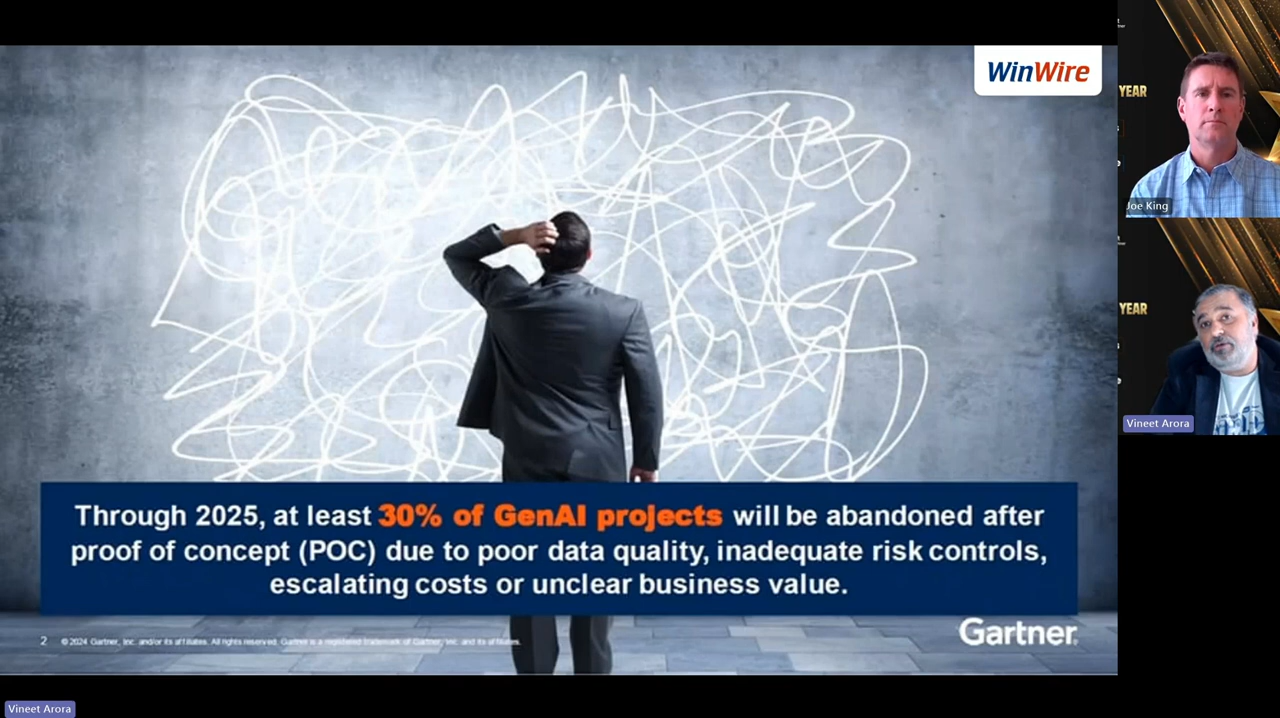 WinWire
Through 2025, at least 30% of GenAI projects will be abandoned after
proof of concept (POC) due to poor data quality, inadequate risk controls,
escalating costs or unclear business value.
2 © 2024 Gartner, Inc. and/or its affiliates. All rights reserved. Gartner is a registered trademark of Gartner, Inc. and its affiliates.
Gartner
YEAR
Joe King
YEAR
Vineet Arora
Vineet Arora